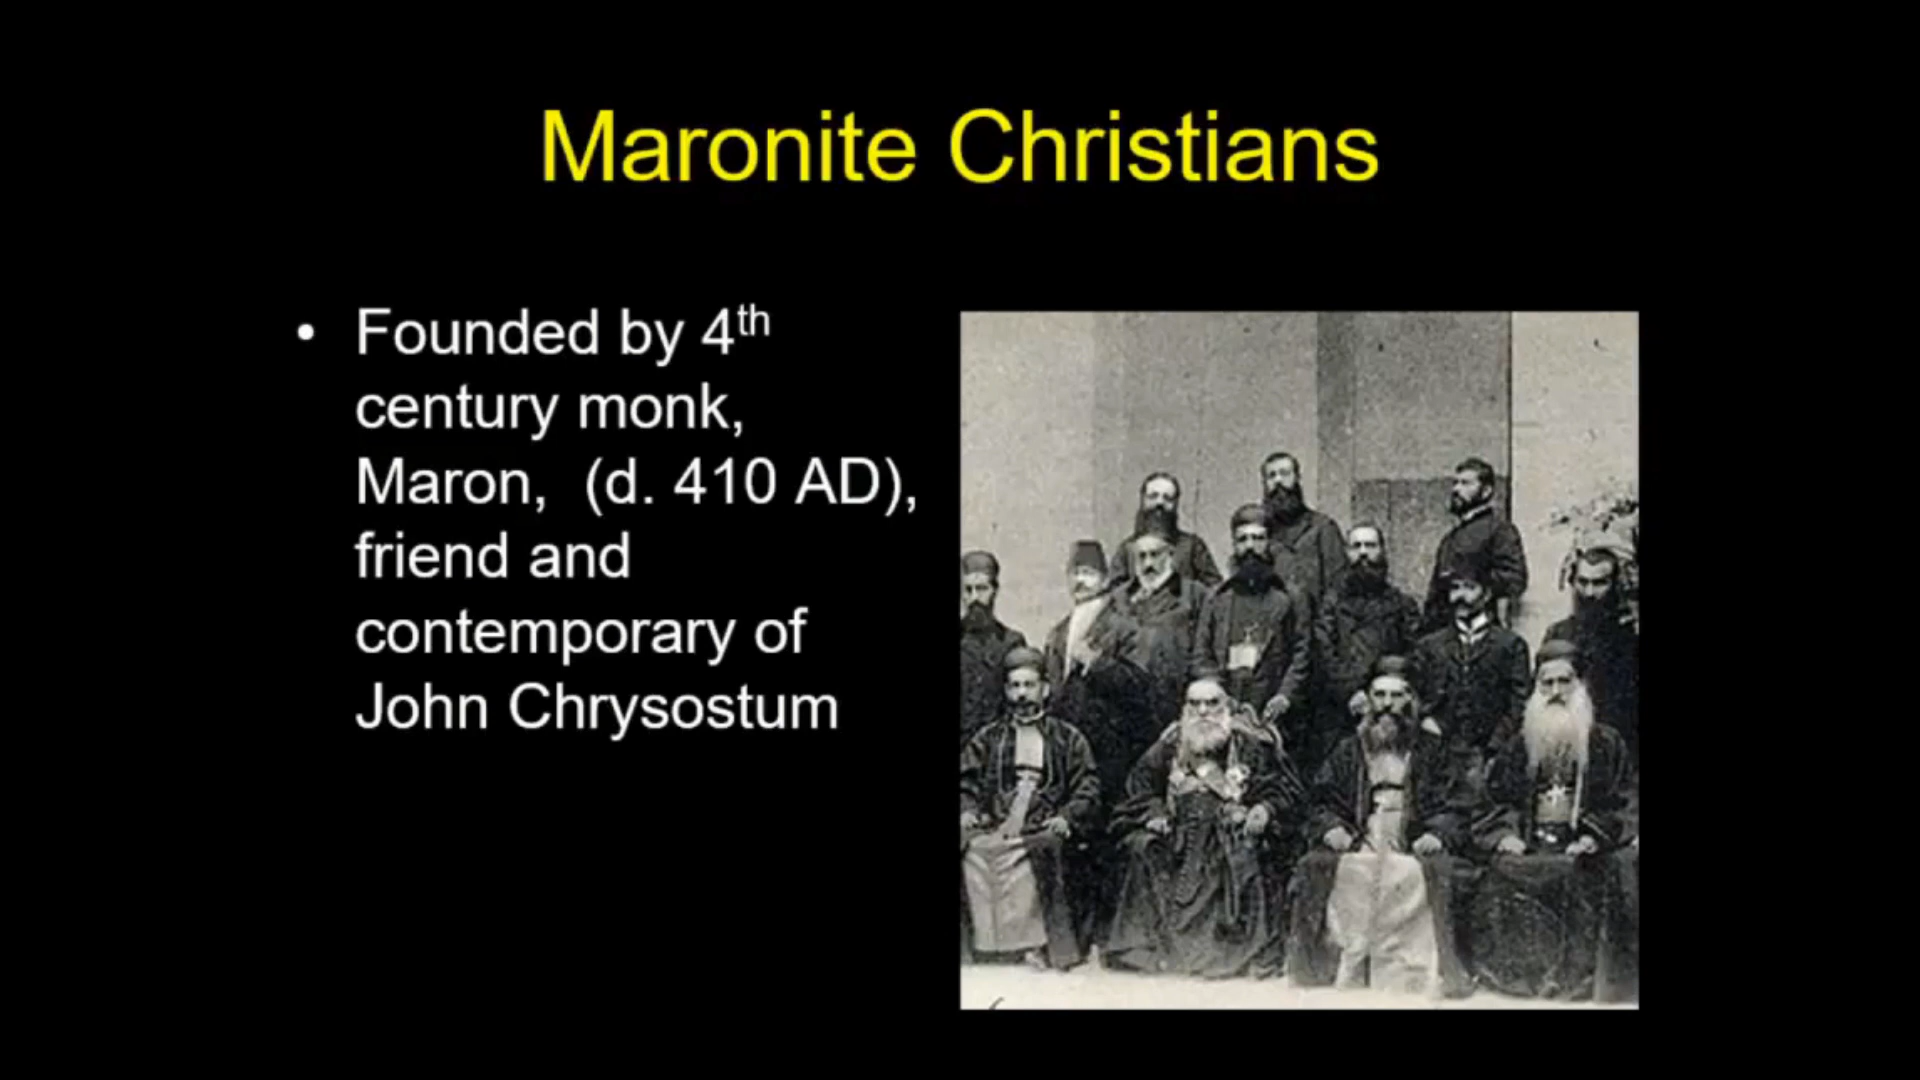 Maronite Christians
• Founded by 4th
century monk,
Maron,  (d. 410 AD),
friend and
contemporary of
John Chrysostum